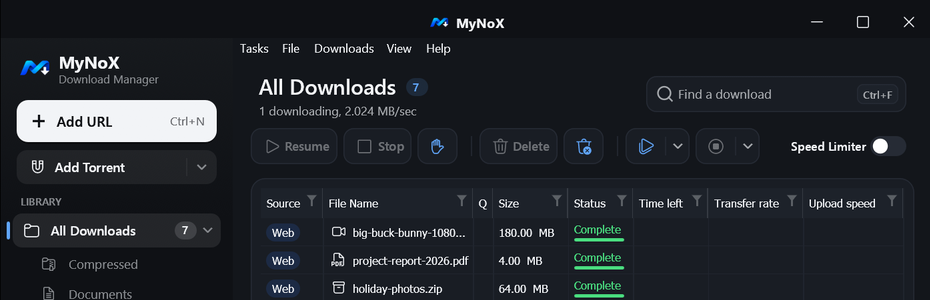 MyNoX
Tasks File Downloads View Help
MyNoX
Download Manager
Add URL Ctrl+N
Add Torrent
LIBRARY
All Downloads 7
Compressed
Documents
All Downloads 7
1 downloading, 2.024 MB/sec
Find a download Ctrl+F
Resume Stop Delete Speed Limiter
Source File Name Q Size Status Time left Transfer rate Upload speed
Web big-buck-bunny-1080... 180.00 MB Complete
Web PDF project-report-2026.pdf 4.00 MB Complete
Web holiday-photos.zip 64.00 MB Complete